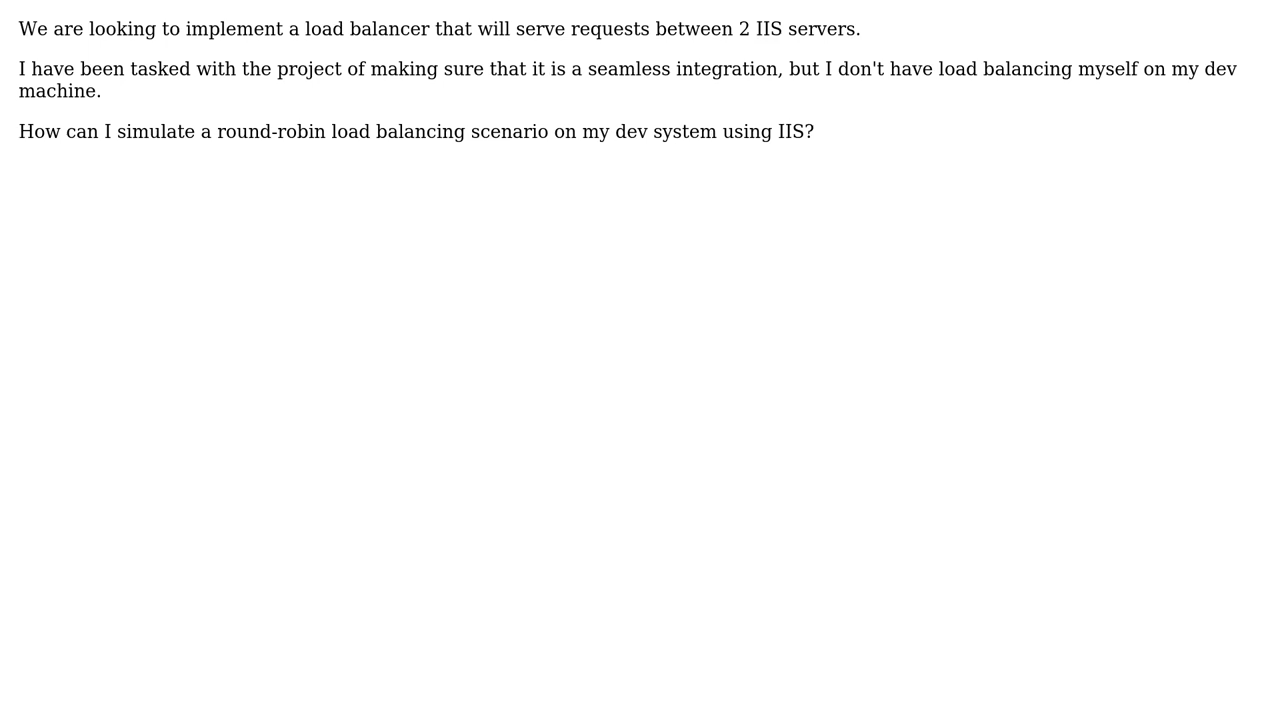 We are looking to implement a load balancer that will serve requests between 2 IIS servers.
I have been tasked with the project of making sure that it is a seamless integration, but I don't have load balancing myself on my dev
machine.
How can I simulate a round-robin load balancing scenario on my dev system using IIS?